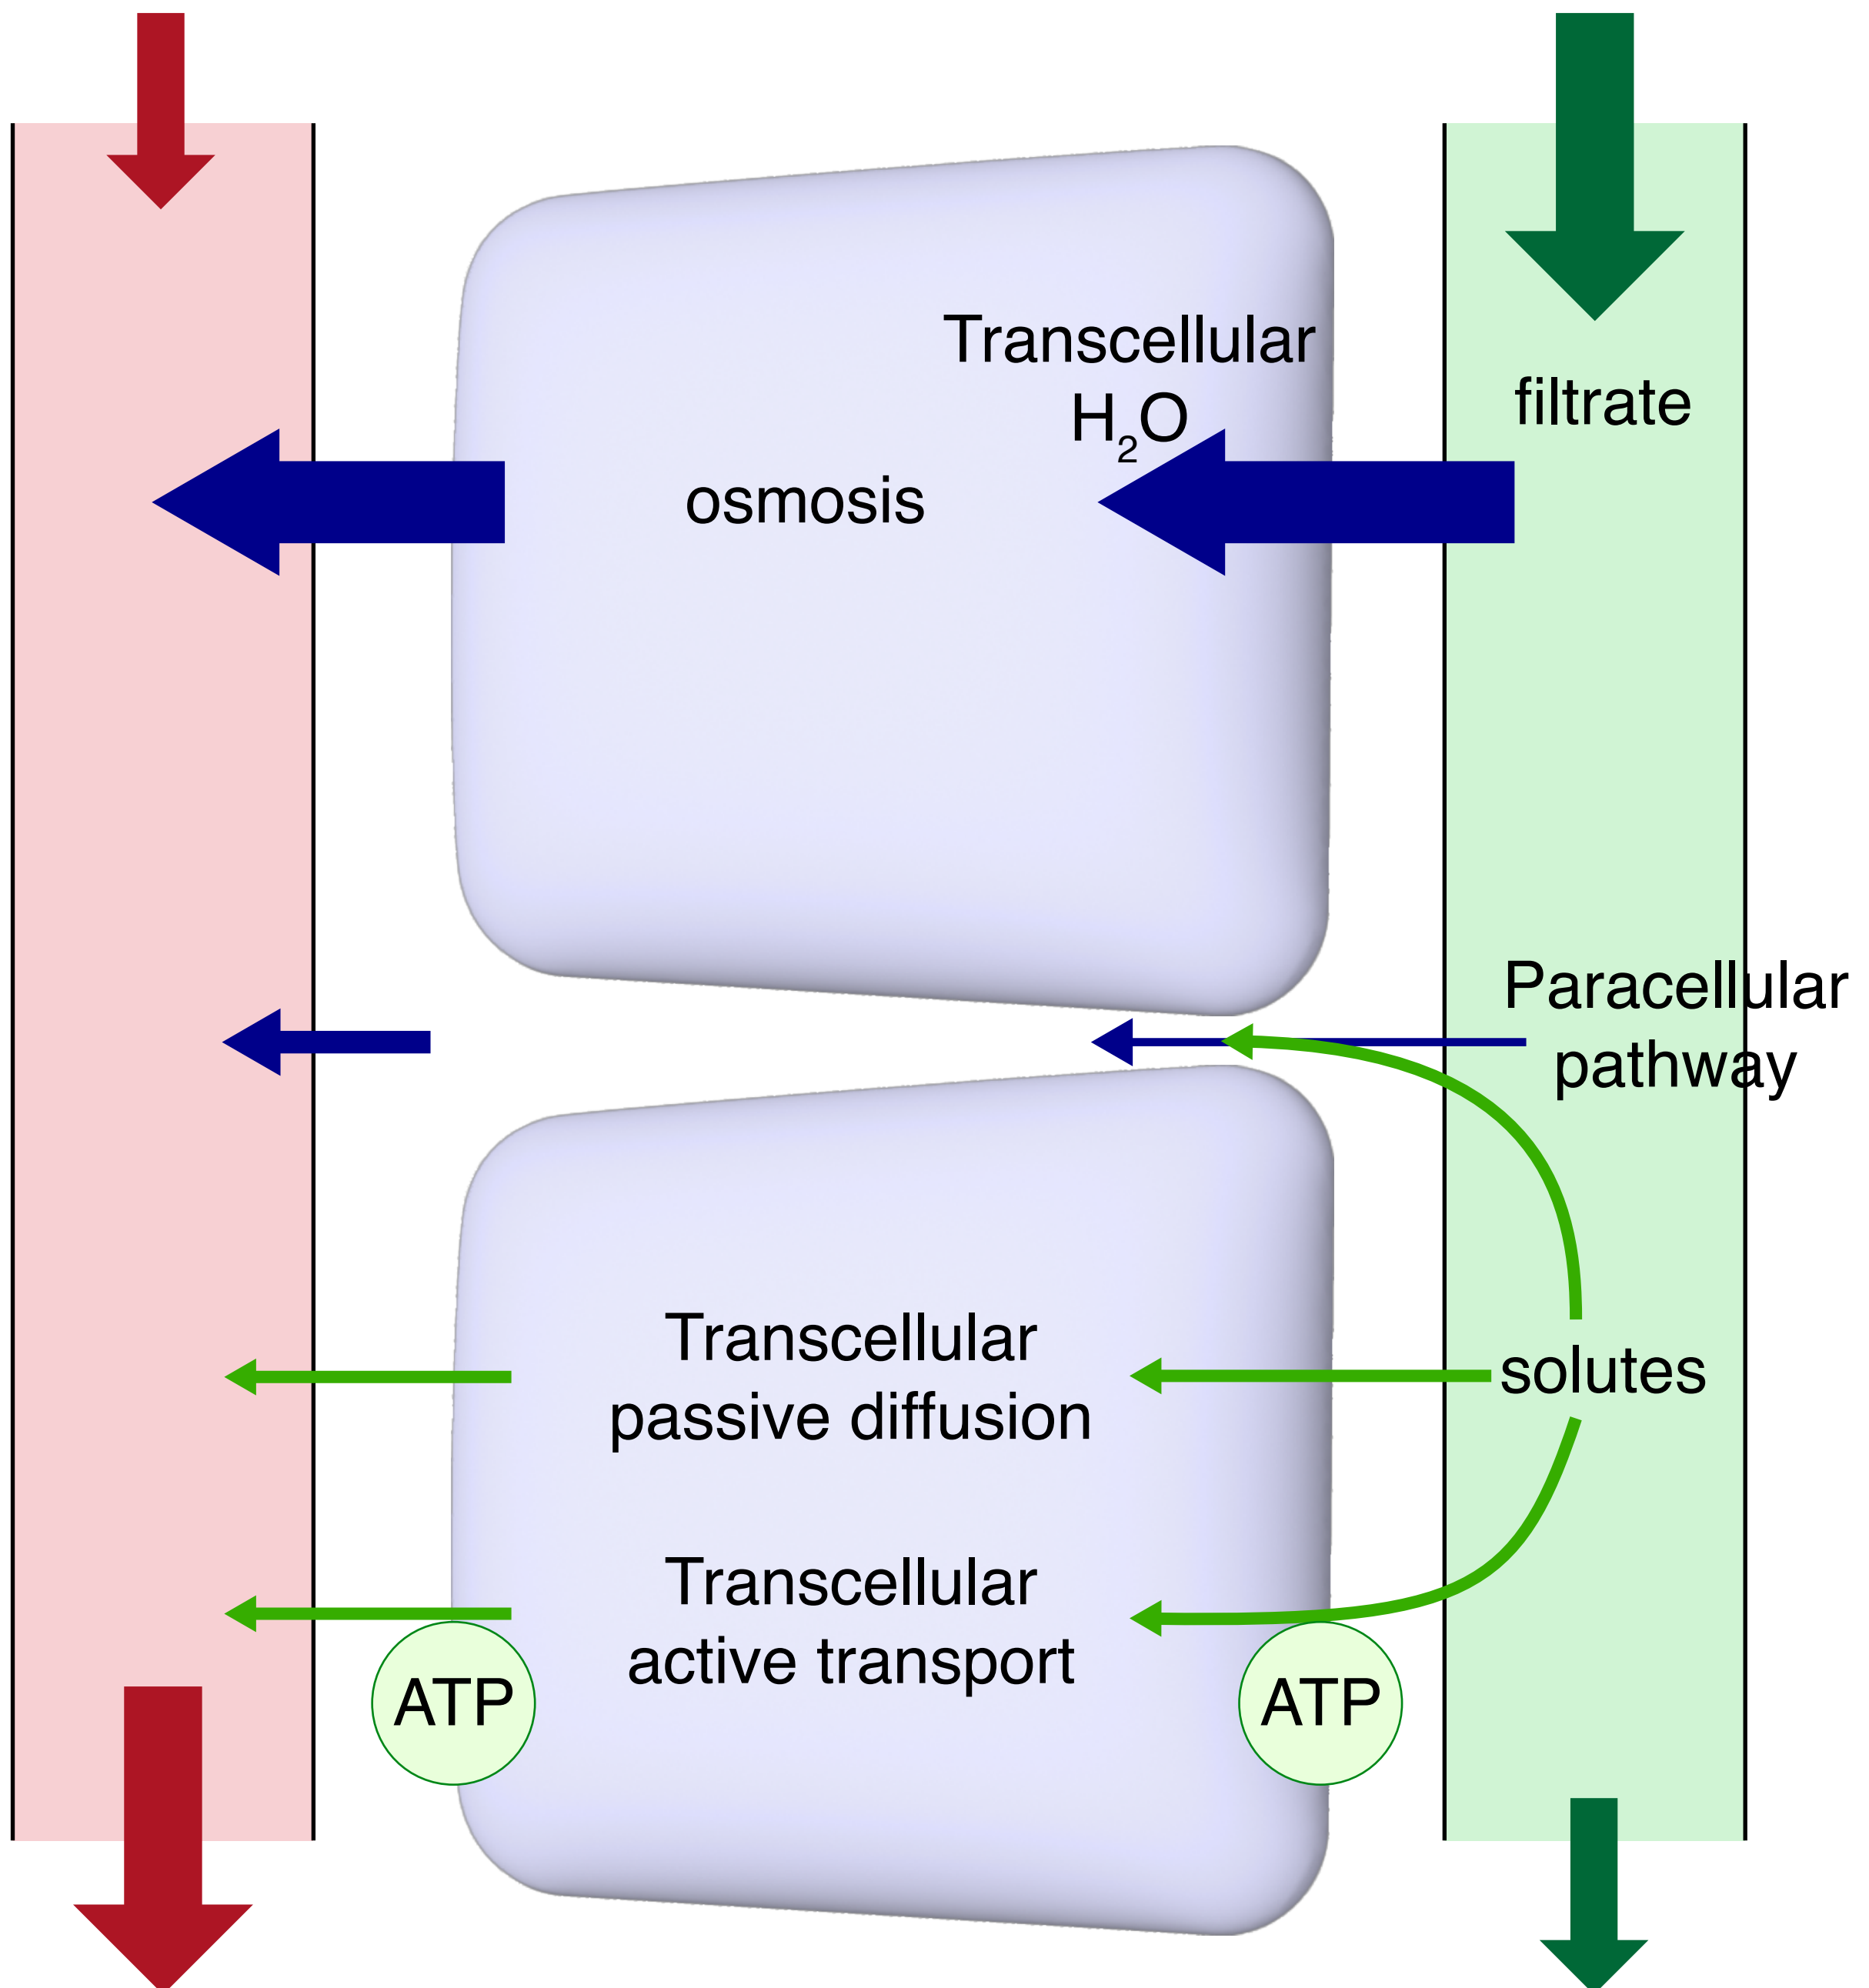 Transcellular
H₂O
filtrate
osmosis
Paracellular
pathway
Transcellular
passive diffusion
solutes
Transcellular
active transport
ATP
ATP